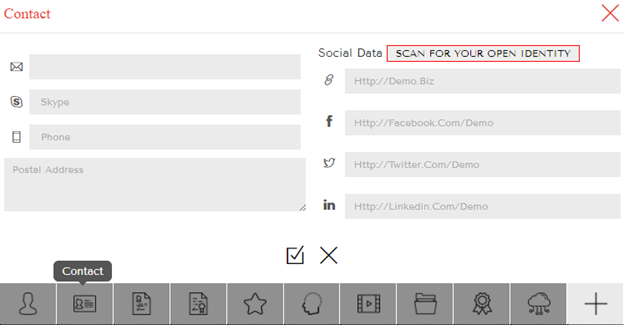 Contact
Social Data SCAN FOR YOUR OPEN IDENTITY
Http://Demo.Biz
Skype
Http://Facebook.Com/Demo
Phone
Http://Twitter.Com/Demo
Postal Address
Http://Linkedin.Com/Demo
Contact